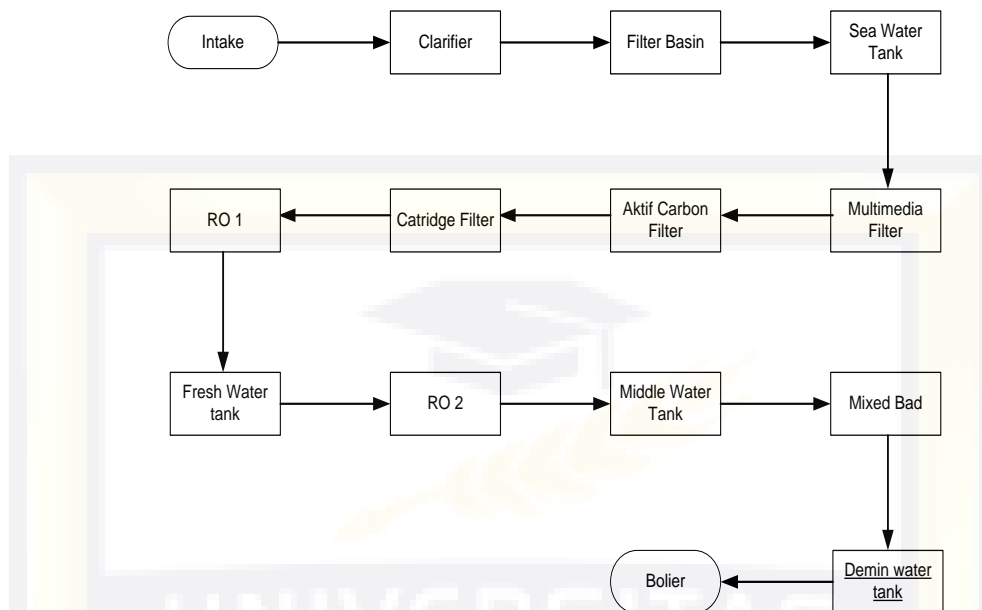 Intake
Clarifier
Filter Basin
Sea Water
Tank
Multimedia
Filter
Aktif Carbon
Filter
Catridge Filter
RO 1
Fresh Water
tank
RO 2
Middle Water
Tank
Mixed Bad
Demin water
tank
Bolier
UNIVERSITAS